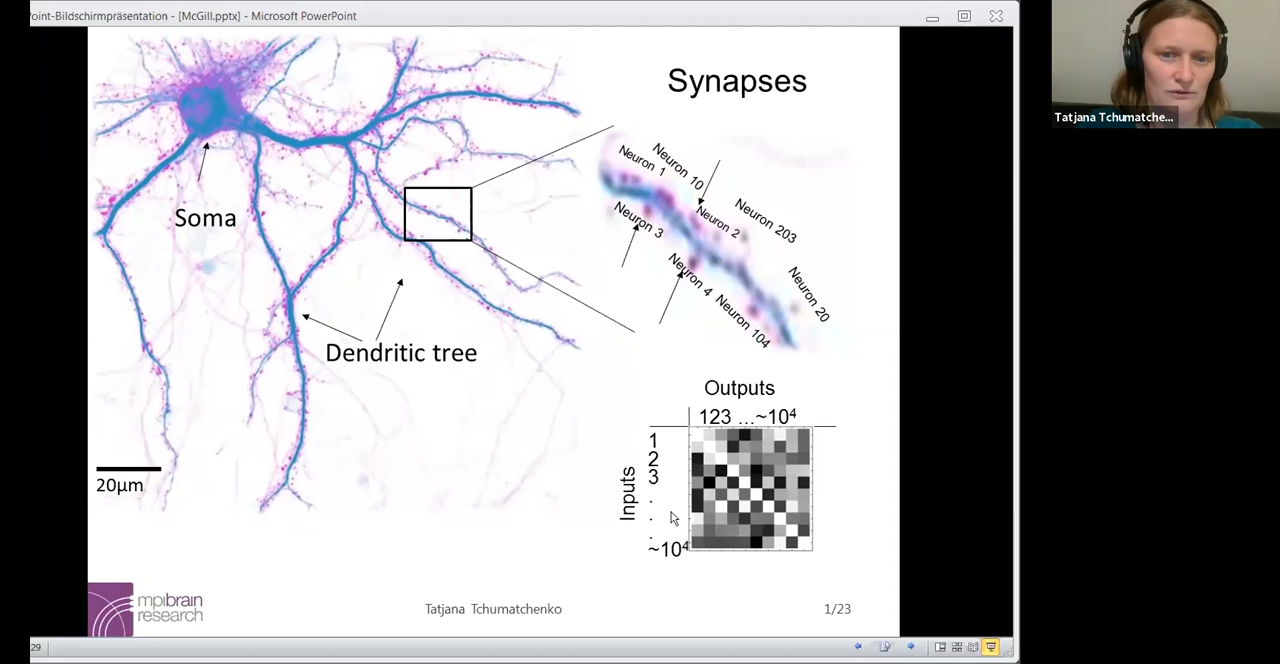 Point-Bildschirmpräsentation - [McGill.pptx] - Microsoft PowerPoint
Tatjana Tchumatche...
Synapses
Neuron 1
Neuron 10
Neuron 2
Neuron 203
Neuron 3
Neuron 4
Neuron 104
Neuron 20
Soma
Dendritic tree
20µm
Outputs
123 ...~10⁴
Inputs
1
2
3
.
.
.
~10⁴
mpibrain
research
Tatjana Tchumatchenko
1/23
29